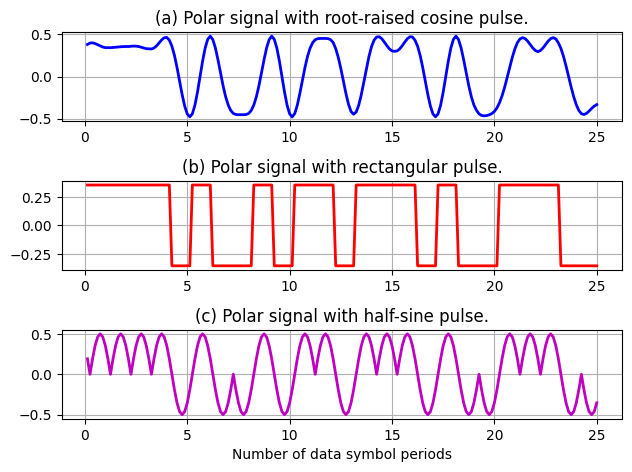 (a) Polar signal with root-raised cosine pulse.
0.5
0.0
−0.5
0 5 10 15 20 25
(b) Polar signal with rectangular pulse.
0.25
0.00
−0.25
0 5 10 15 20 25
(c) Polar signal with half-sine pulse.
0.5
0.0
−0.5
0 5 10 15 20 25
Number of data symbol periods